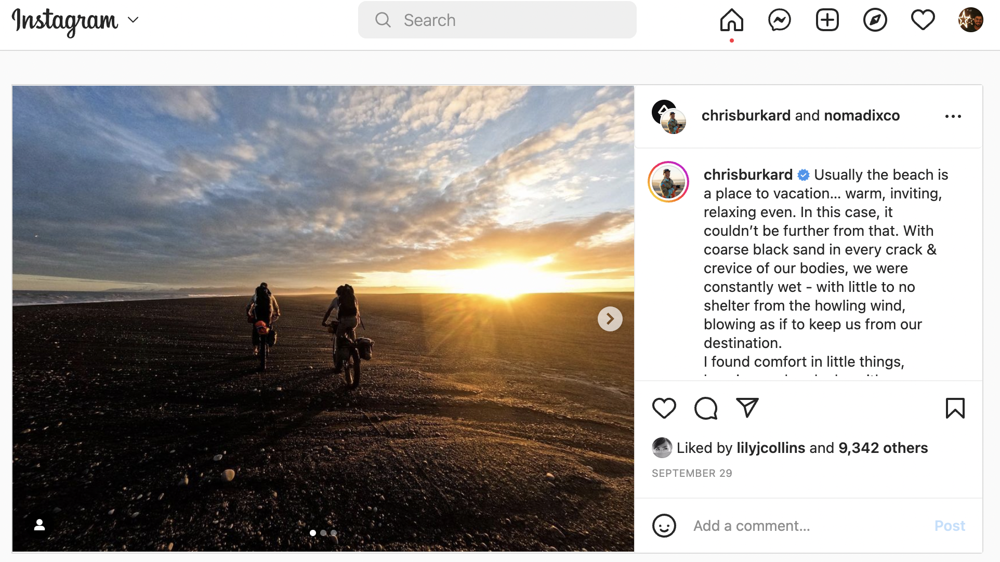 Instagram
Search
chrisburkard and nomadixco
chrisburkard Usually the beach is
a place to vacation... warm, inviting,
relaxing even. In this case, it
couldn’t be further from that. With
coarse black sand in every crack &
crevice of our bodies, we were
constantly wet - with little to no
shelter from the howling wind,
blowing as if to keep us from our
destination.
I found comfort in little things,
Liked by lilyjcollins and 9,342 others
SEPTEMBER 29
Add a comment...
Post